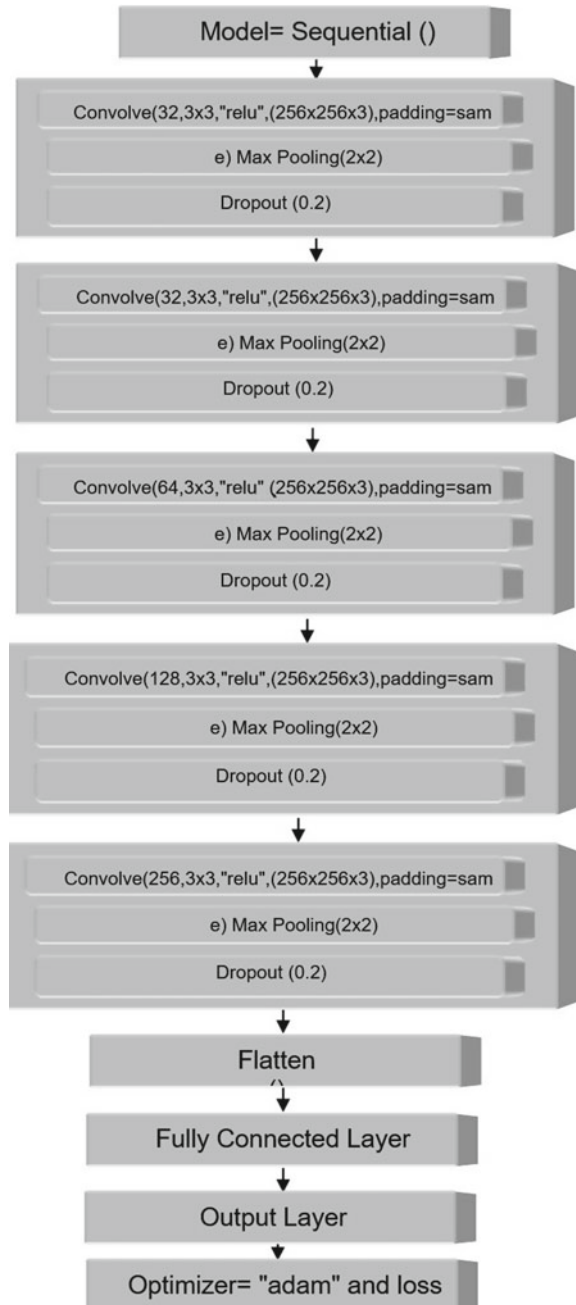 Model= Sequential ()
Convolve(32,3x3,"relu",(256x256x3),padding=sam
e) Max Pooling(2x2)
Dropout (0.2)
Convolve(32,3x3,"relu",(256x256x3),padding=sam
e) Max Pooling(2x2)
Dropout (0.2)
Convolve(64,3x3,"relu" (256x256x3),padding=sam
e) Max Pooling(2x2)
Dropout (0.2)
Convolve(128,3x3,"relu",(256x256x3),padding=sam
e) Max Pooling(2x2)
Dropout (0.2)
Convolve(256,3x3,"relu",(256x256x3),padding=sam
e) Max Pooling(2x2)
Dropout (0.2)
Flatten
()
Fully Connected Layer
Output Layer
Optimizer= "adam" and loss